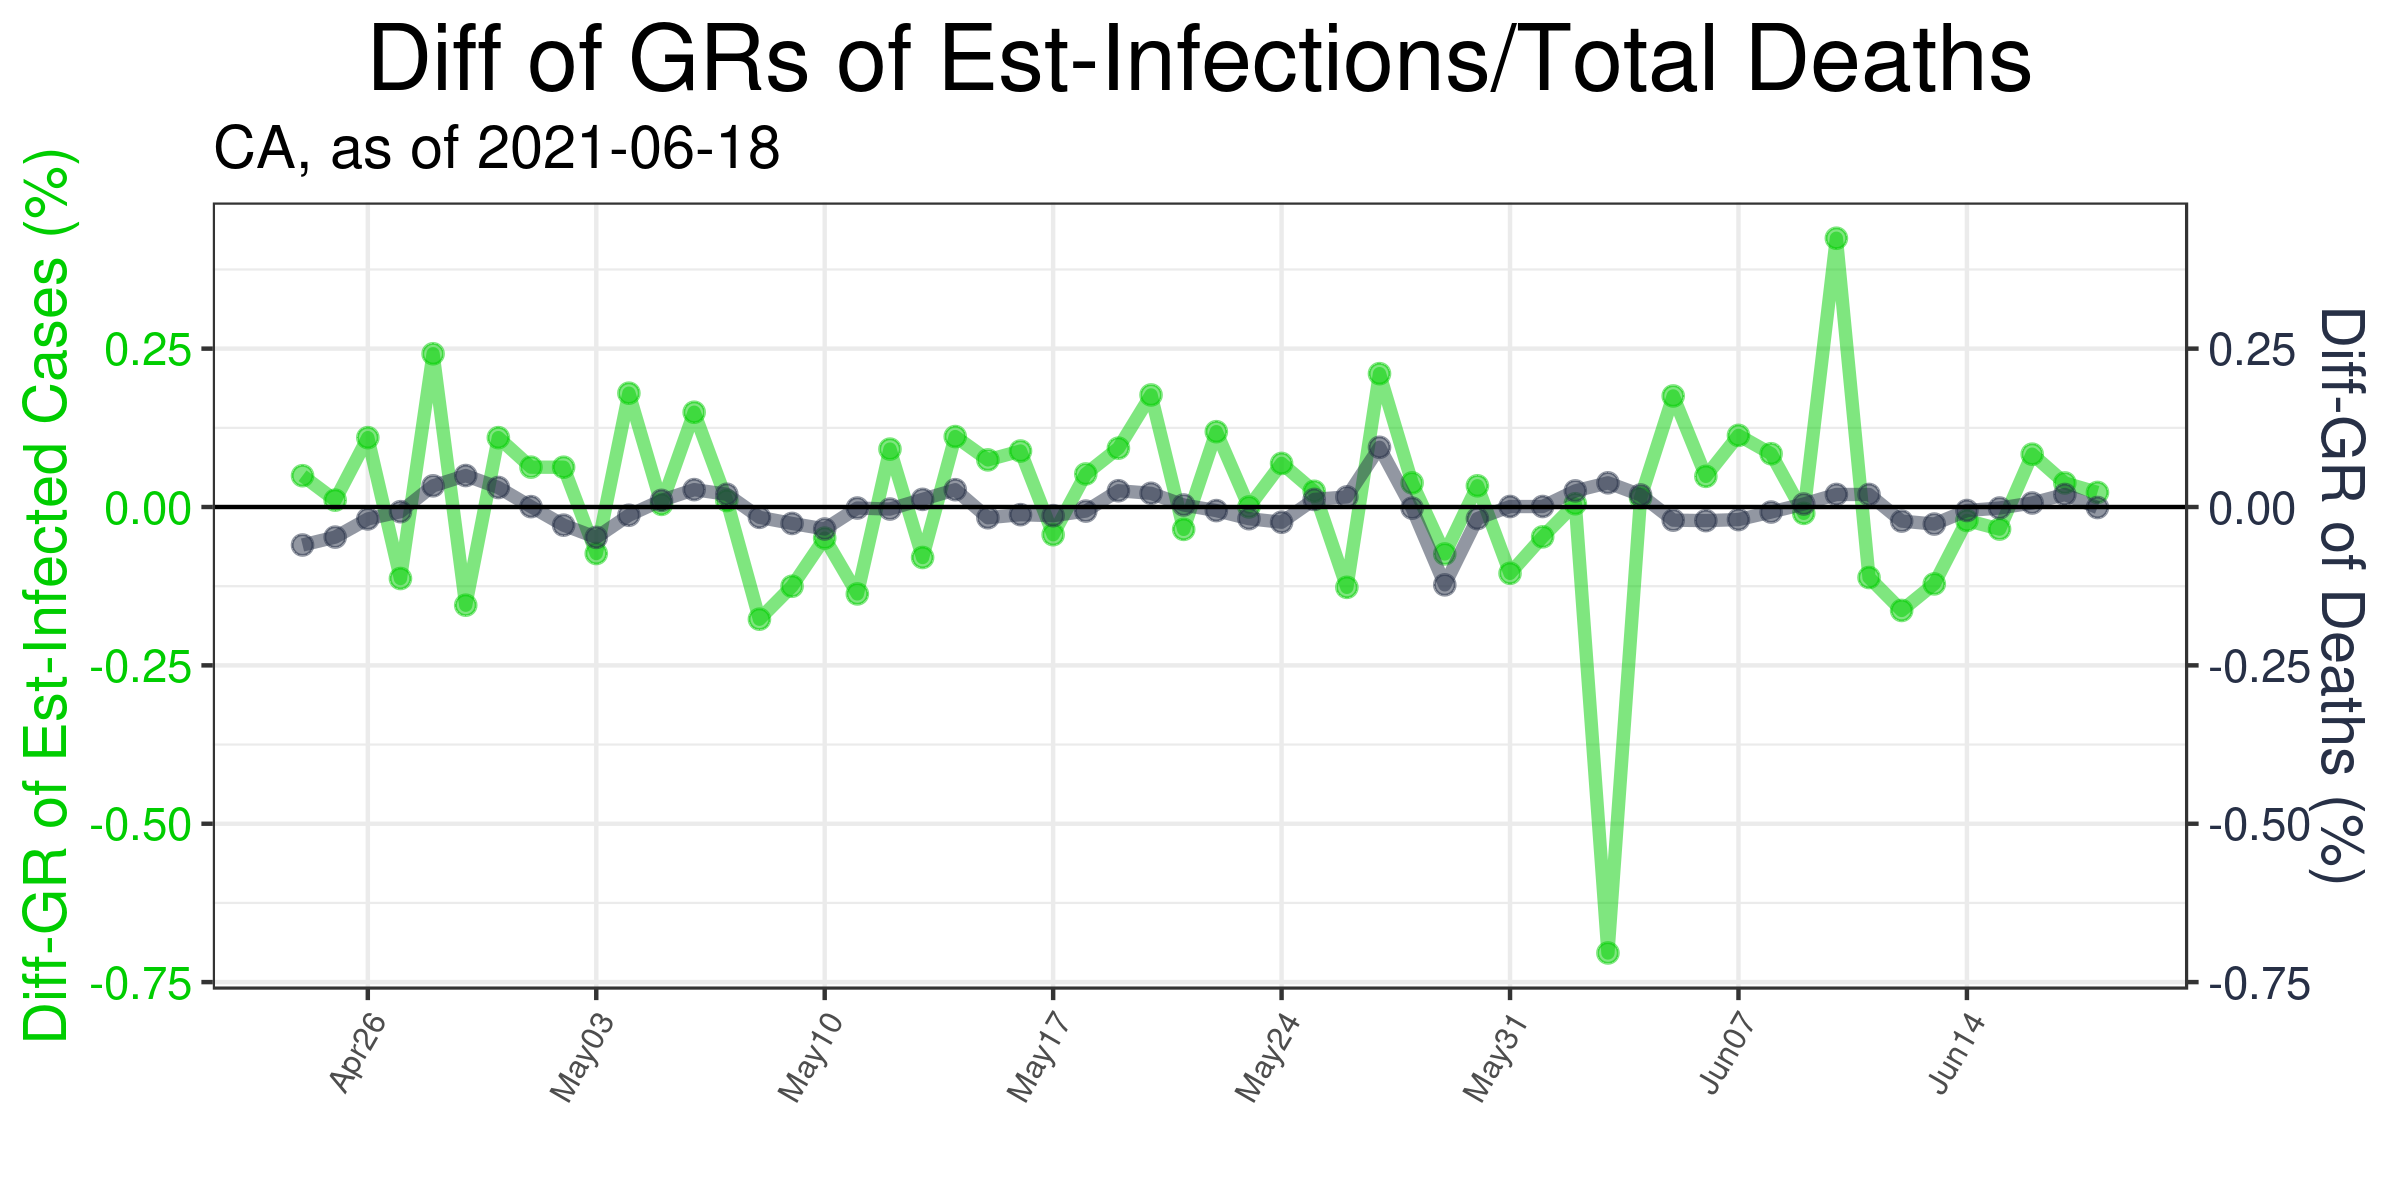 Diff of GRs of Est-Infections/Total Deaths
CA, as of 2021-06-18
Diff-GR of Est-Infected Cases (%)
0.25
0.00
-0.25
-0.50
-0.75
0.25
0.00
-0.25
-0.50
-0.75
Diff-GR of Deaths (%)
Apr26
May03
May10
May17
May24
May31
Jun07
Jun14